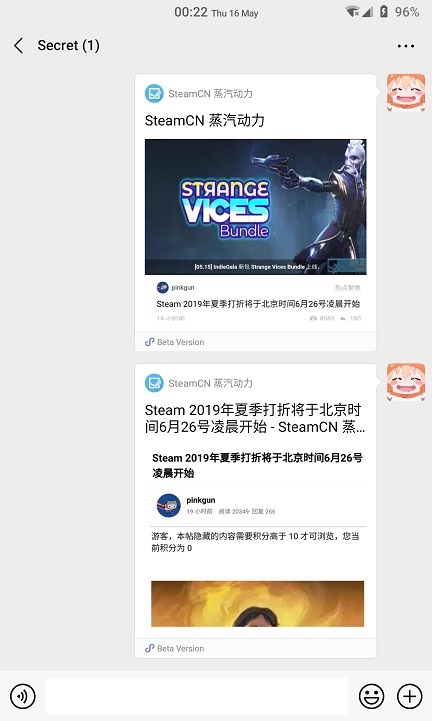 00:22 Thu 16 May
96%
Secret (1)
SteamCN 蒸汽动力
SteamCN 蒸汽动力
STRANGE
VICES
Bundle
[05.15] IndieGala 新包 Strange Vices Bundle 上线，
pinkgun
热点聚焦
Steam 2019年夏季打折将于北京时间6月26号凌晨开始
19 小时前
8583
180
Beta Version
SteamCN 蒸汽动力
Steam 2019年夏季打折将于北京时
间6月26号凌晨开始 - SteamCN 蒸...
Steam 2019年夏季打折将于北京时间6月26号
凌晨开始
pinkgun
19 小时前 阅读 20349· 回复 266
游客，本帖隐藏的内容需要积分高于 10 才可浏览，您当
前积分为 0
Beta Version